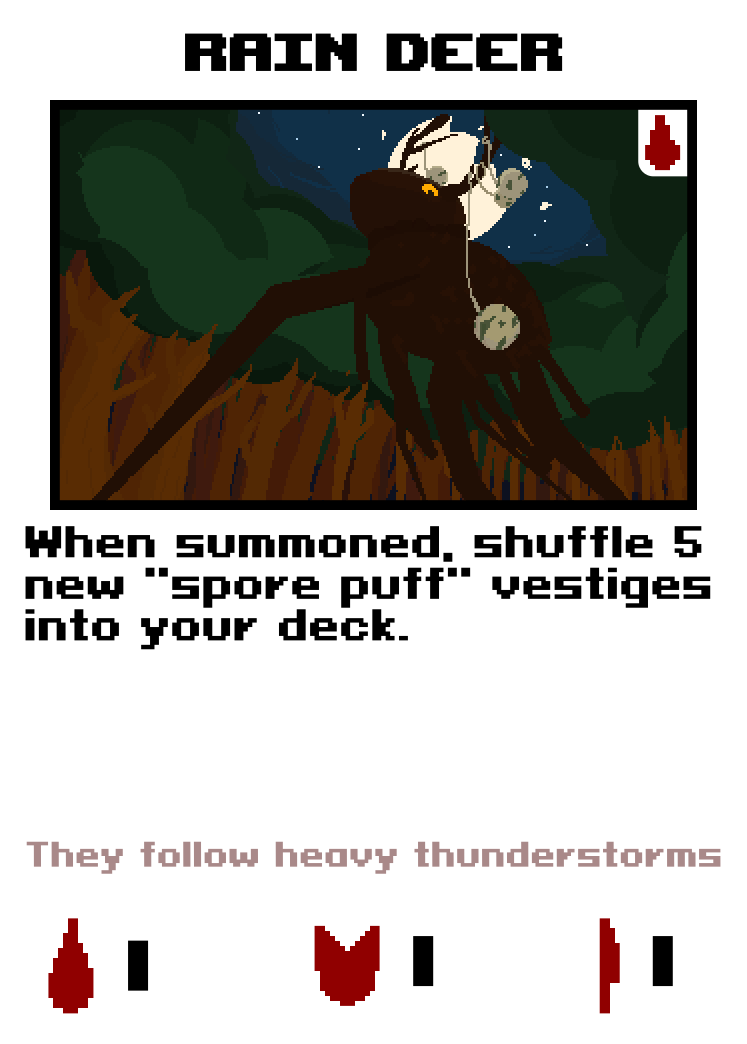 RAIN DEER
When summoned, shuffle 5
new "spore puff" vestiges
into your deck.
They follow heavy thunderstorms